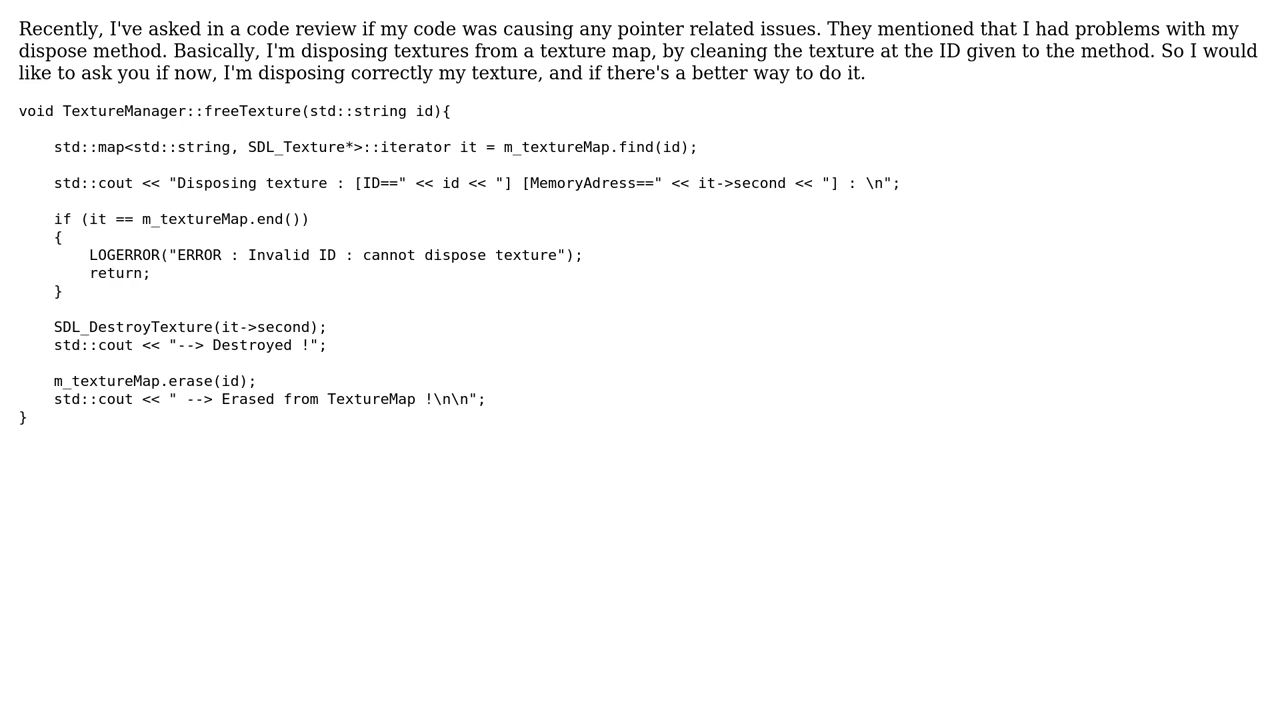 Recently, I've asked in a code review if my code was causing any pointer related issues. They mentioned that I had problems with my
dispose method. Basically, I'm disposing textures from a texture map, by cleaning the texture at the ID given to the method. So I would
like to ask you if now, I'm disposing correctly my texture, and if there's a better way to do it.
void TextureManager::freeTexture(std::string id){
    std::map<std::string, SDL_Texture*>::iterator it = m_textureMap.find(id);
    std::cout << "Disposing texture : [ID==" << id << "] [MemoryAdress==" << it->second << "] : \n";
    if (it == m_textureMap.end())
    {
        LOGERROR("ERROR : Invalid ID : cannot dispose texture");
        return;
    }
    SDL_DestroyTexture(it->second);
    std::cout << "--> Destroyed !";
    m_textureMap.erase(id);
    std::cout << " --> Erased from TextureMap !\n\n";
}